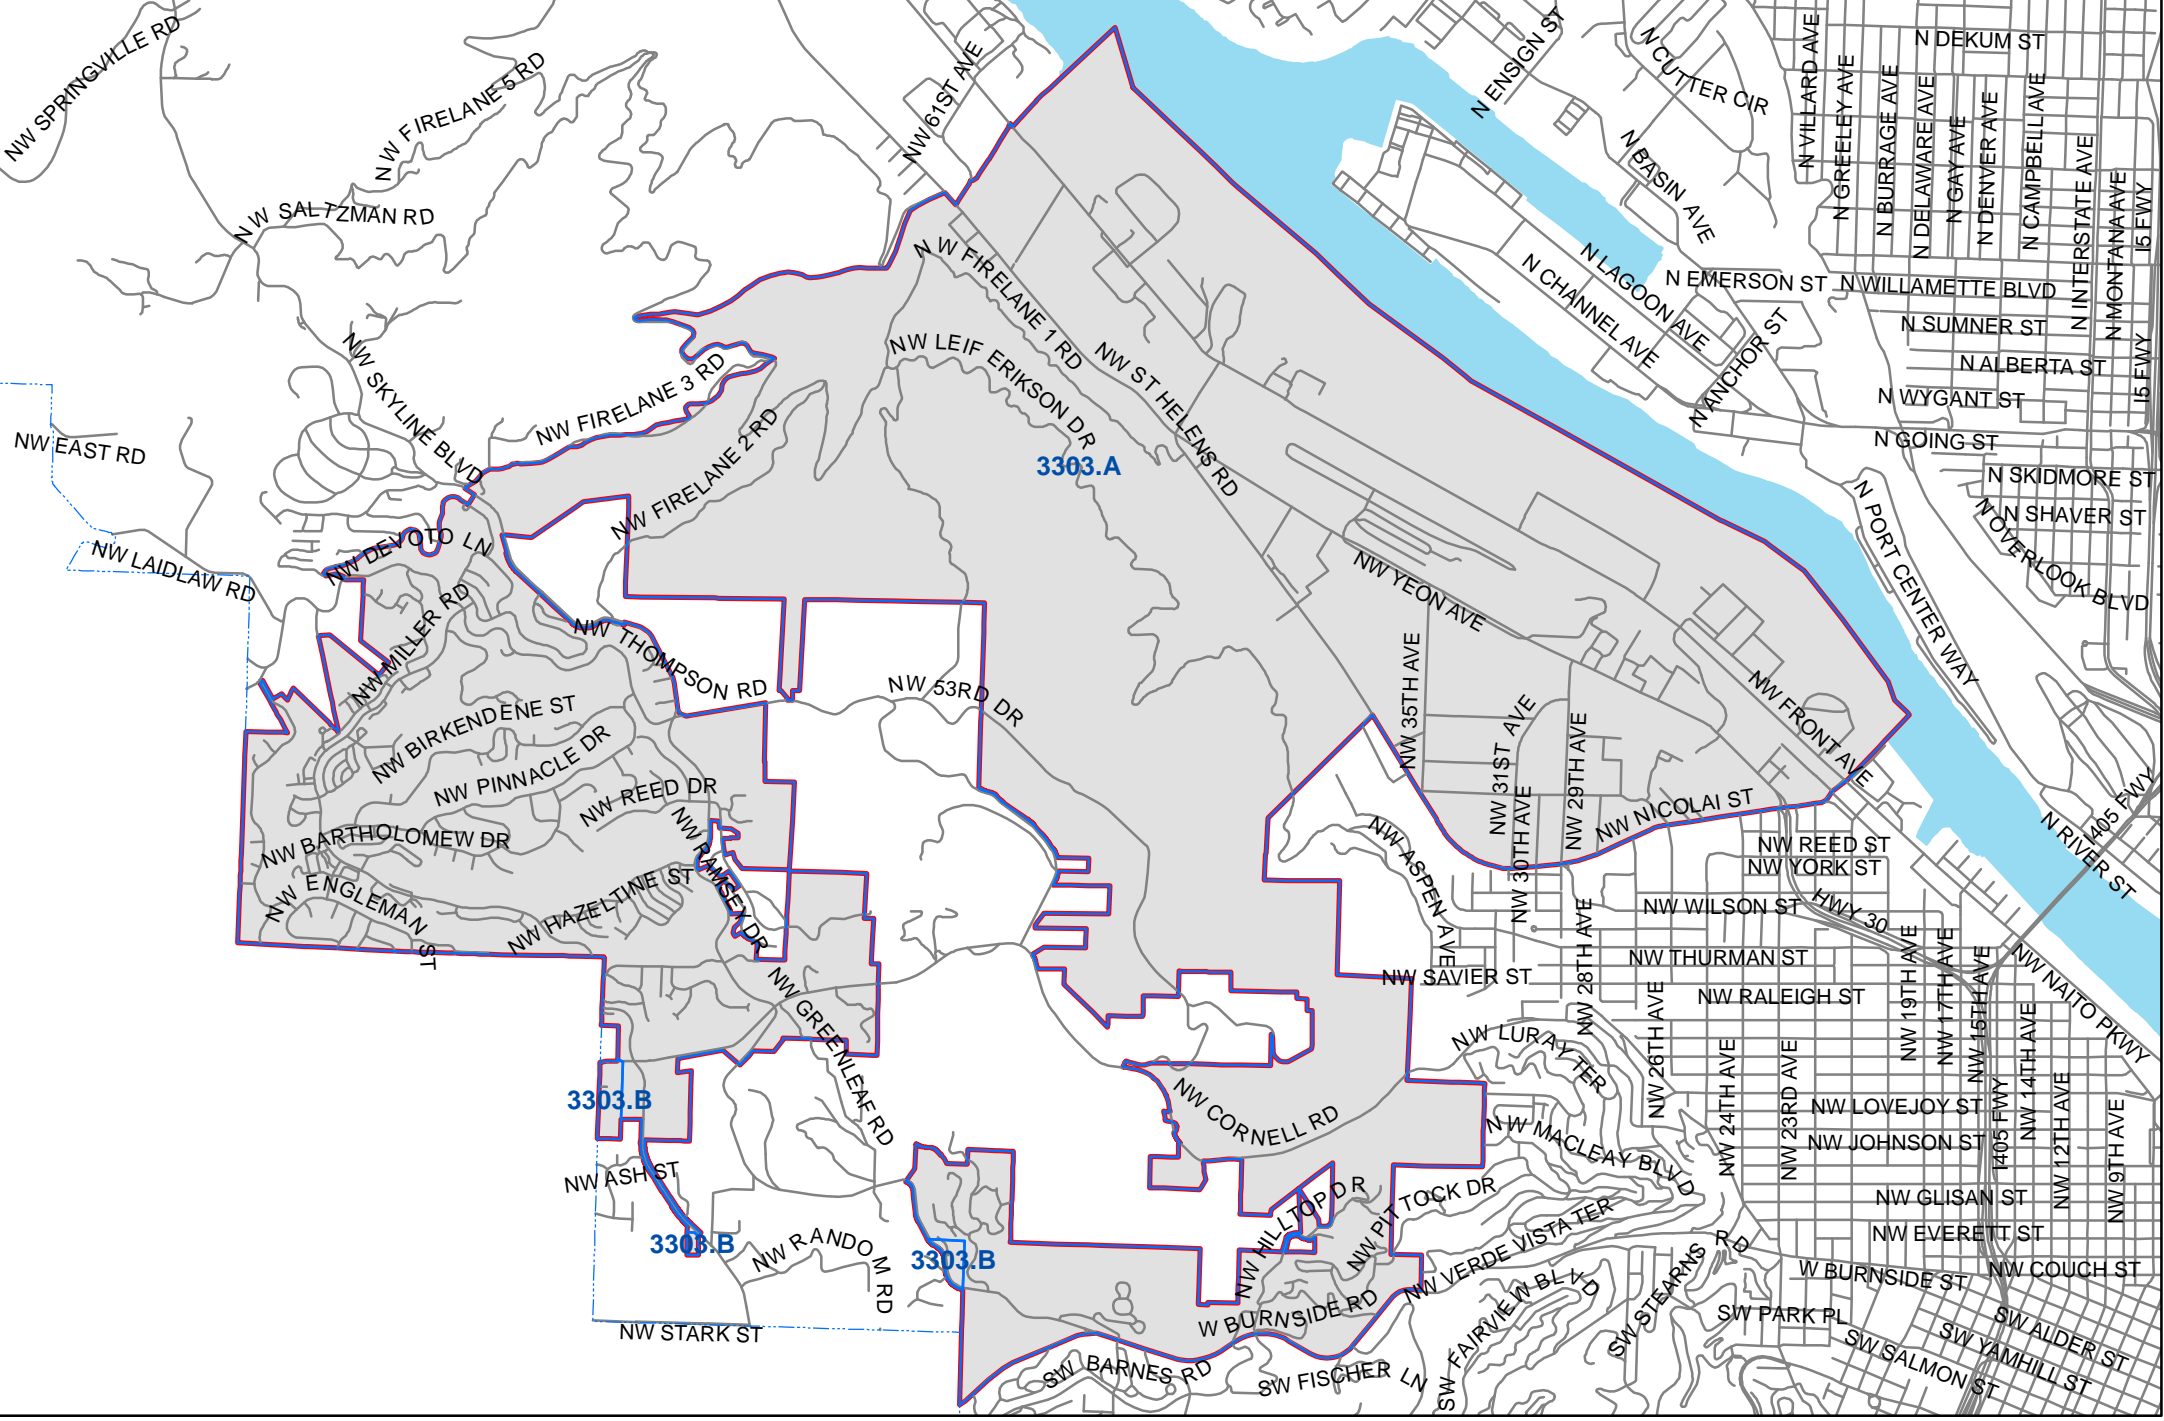 NW SPRINGVILLE RD
NW FIRELANE 5 RD
NW 61ST AVE
N ENSIGN ST
N CUTTER CIR
N DEKUM ST
N VILLARD AVE
N GREELEY AVE
N BURRAGE AVE
N DELAWARE AVE
N GAY AVE
N DENVER AVE
N CAMPBELL AVE
N INTERSTATE AVE
N MONTANA AVE
I5 FWY
N BASIN AVE
NW SALTZMAN RD
NW FIRELANE 1 RD
N LAGOON AVE
N CHANNEL AVE
N EMERSON ST
N WILLAMETTE BLVD
N ANCHOR ST
N SUMNER ST
N ALBERTA ST
I5 FWY
N WYGANT ST
N GOING ST
N SKIDMORE ST
N SHAVER ST
N OVERLOOK BLVD
N PORT CENTER WAY
NW SKYLINE BLVD
NW FIRELANE 3 RD
NW LEIF ERIKSON DR
NW ST HELENS RD
NW FIRELANE 2 RD
3303.A
NW EAST RD
NW LAIDLAW RD
NW DEVOTO LN
NW MILLER RD
NW THOMPSON RD
NW 53RD DR
NW YEON AVE
NW 35TH AVE
NW 31ST AVE
NW 30TH AVE
NW 29TH AVE
NW FRONT AVE
NW NICOLAI ST
NW BIRKENDENE ST
NW PINNACLE DR
NW REED DR
NW BARTHOLOMEW DR
NW ENGLEMAN ST
NW HAZELTINE ST
NW RAMSEY DR
NW GREENLEAF RD
NW ASPEN AVE
NW REED ST
NW YORK ST
NW WILSON ST
HWY 30
NW THURMAN ST
NW SAVIER ST
NW RALEIGH ST
NW 28TH AVE
NW 26TH AVE
NW 24TH AVE
NW 23RD AVE
NW 19TH AVE
NW 17TH AVE
NW 15TH AVE
NW 14TH AVE
NW 12TH AVE
NW 9TH AVE
I405 FWY
I405 FWY
N RIVER ST
NW NAITO PKWY
NW LURAY TER
NW CORNELL RD
NW MACLEAY BLVD
NW LOVEJOY ST
NW JOHNSON ST
NW GLISAN ST
NW EVERETT ST
NW COUCH ST
3303.B
NW ASH ST
3303.B
3303.B
NW RANDOM RD
NW STARK ST
NW HILLTOP DR
NW PITTOCK DR
NW VERDE VISTA TER
W BURNSIDE RD
SW BARNES RD
SW FISCHER LN
SW FAIRVIEW BLVD
SW STEARNS RD
W BURNSIDE ST
SW PARK PL
SW SALMON ST
SW YAMHILL ST
SW ALDER ST